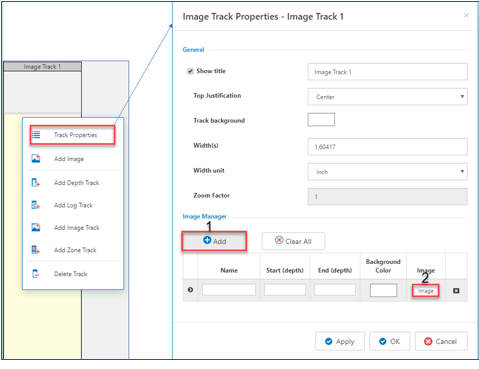 Image Track 1
Track Properties
Add Image
Add Depth Track
Add Log Track
Add Image Track
Add Zone Track
Delete Track
Image Track Properties - Image Track 1
×
General
Show title
Image Track 1
Top Justification
Center
Track background
Width(s)
1,60417
Width unit
Inch
Zoom Factor
1
Image Manager
1
Add
Clear All
Name
Start (depth)
End (depth)
Background
Color
Image
2
Image
Apply
OK
Cancel